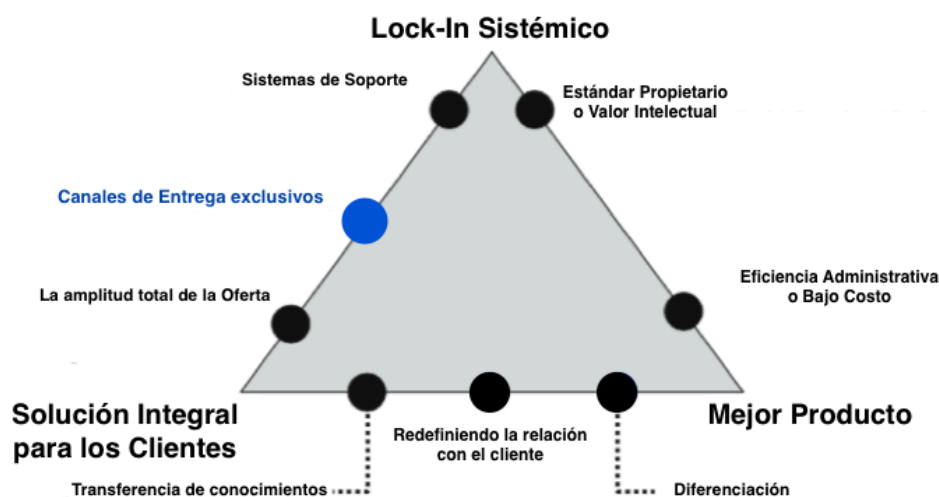 Lock-In Sistémico
Sistemas de Soporte
Estándar Propietario
o Valor Intelectual
Canales de Entrega exclusivos
Eficiencia Administrativa
o Bajo Costo
La amplitud total de la Oferta
Solución Integral
para los Clientes
Redefiniendo la relación
con el cliente
Mejor Producto
Transferencia de conocimientos
Diferenciación